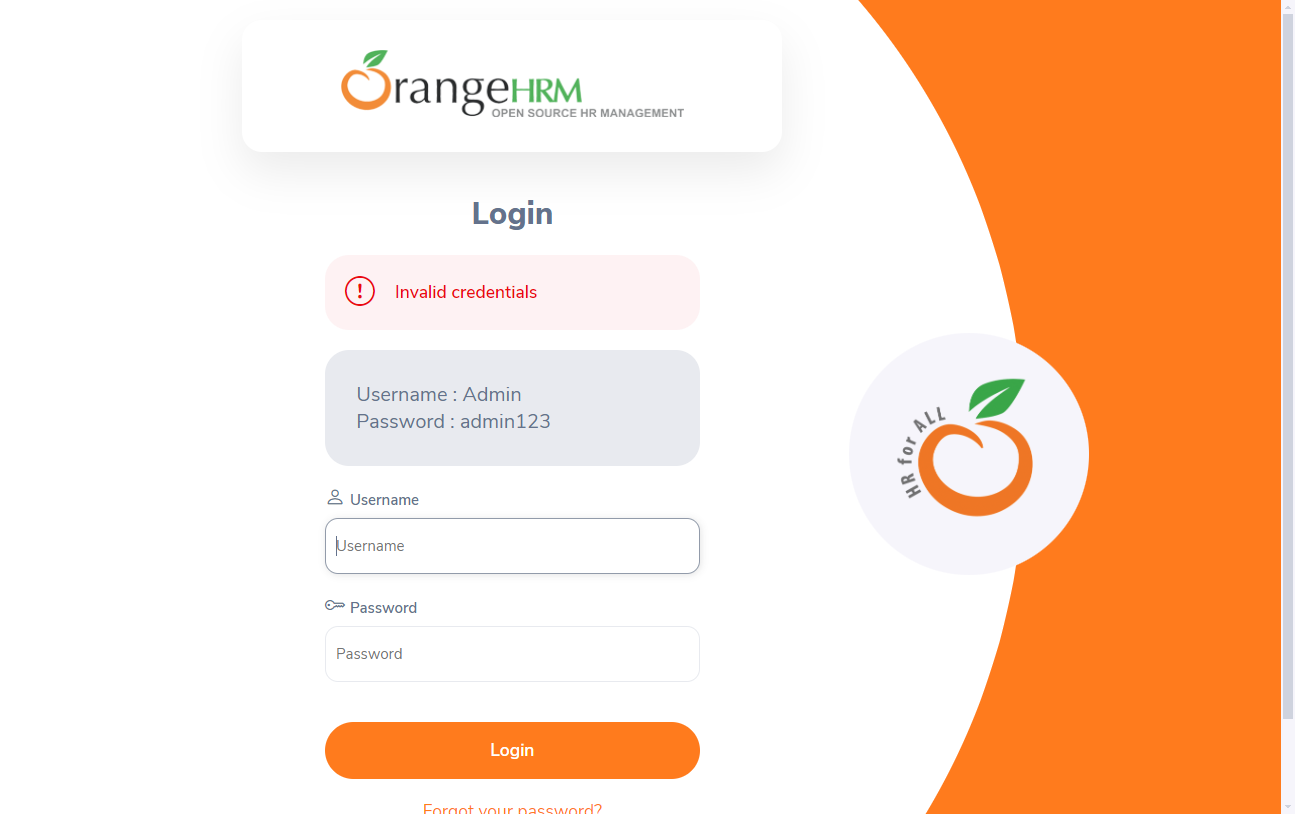 OrangeHRM
OPEN SOURCE HR MANAGEMENT
Login
Invalid credentials
Username : Admin
Password : admin123
Username
Username
Password
Password
Login
Forgot your password?
HR for ALL